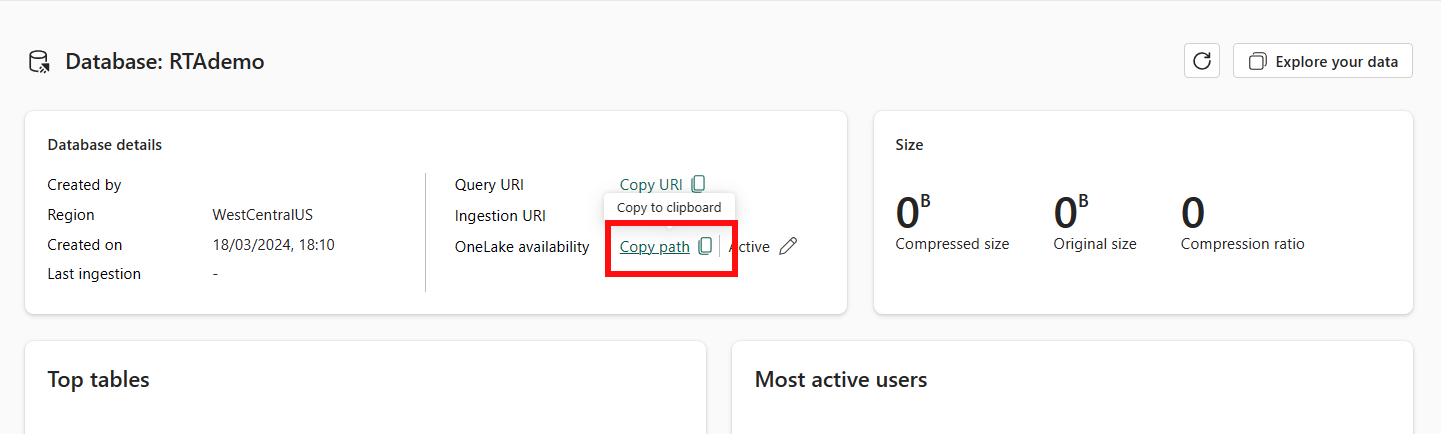 Database: RTAdemo
Explore your data
Database details
Created by
Region WestCentralUS
Created on 18/03/2024, 18:10
Last ingestion -
Query URI Copy URI
Copy to clipboard
Ingestion URI
OneLake availability Copy path Active
Size
0 B 0 B 0
Compressed size Original size Compression ratio
Top tables
Most active users